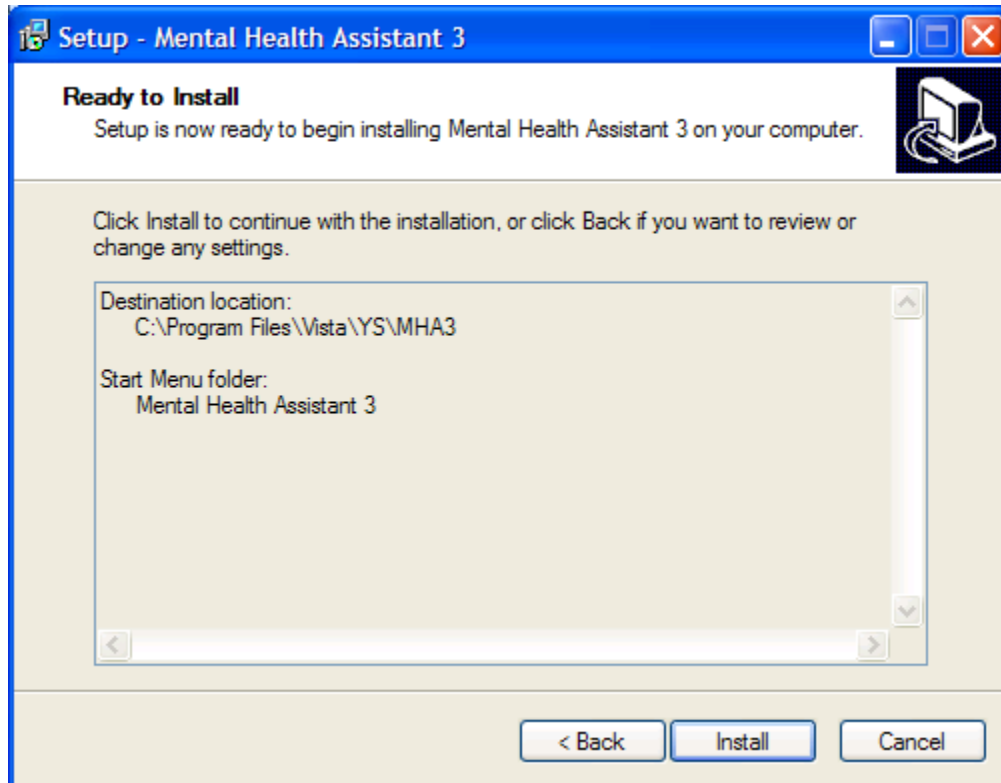 Setup - Mental Health Assistant 3
Ready to Install
Setup is now ready to begin installing Mental Health Assistant 3 on your computer.
Click Install to continue with the installation, or click Back if you want to review or
change any settings.
Destination location:
C:\Program Files\Vista\YS\MHA3
Start Menu folder:
Mental Health Assistant 3
< Back Install Cancel